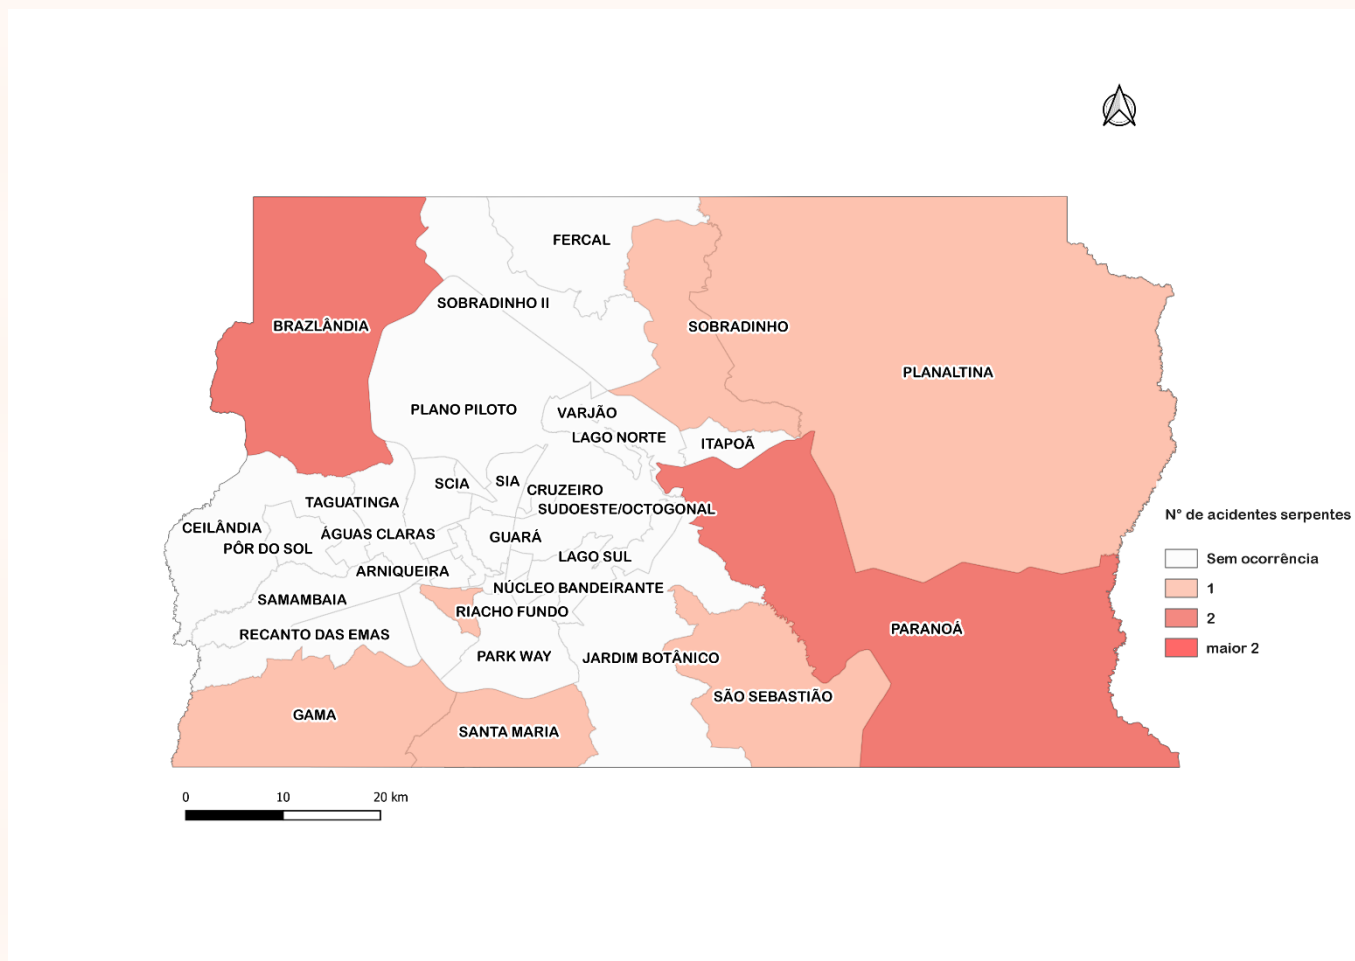 FERCAL
SOBRADINHO II
BRAZLÂNDIA
SOBRADINHO
PLANALTINA
PLANO PILOTO
VARJÃO
LAGO NORTE
ITAPOÃ
SCIA
SIA
CRUZEIRO
TAGUATINGA
SUDOESTE/OCTOGONAL
CEILÂNDIA
ÁGUAS CLARAS
GUARÁ
PÔR DO SOL
LAGO SUL
ARNIQUEIRA
NÚCLEO BANDEIRANTE
SAMAMBAIA
RIACHO FUNDO
PARANOÁ
RECANTO DAS EMAS
PARK WAY
JARDIM BOTÂNICO
SÃO SEBASTIÃO
GAMA
SANTA MARIA
N° de acidentes serpentes
Sem ocorrência
1
2
maior 2
0 10 20 km